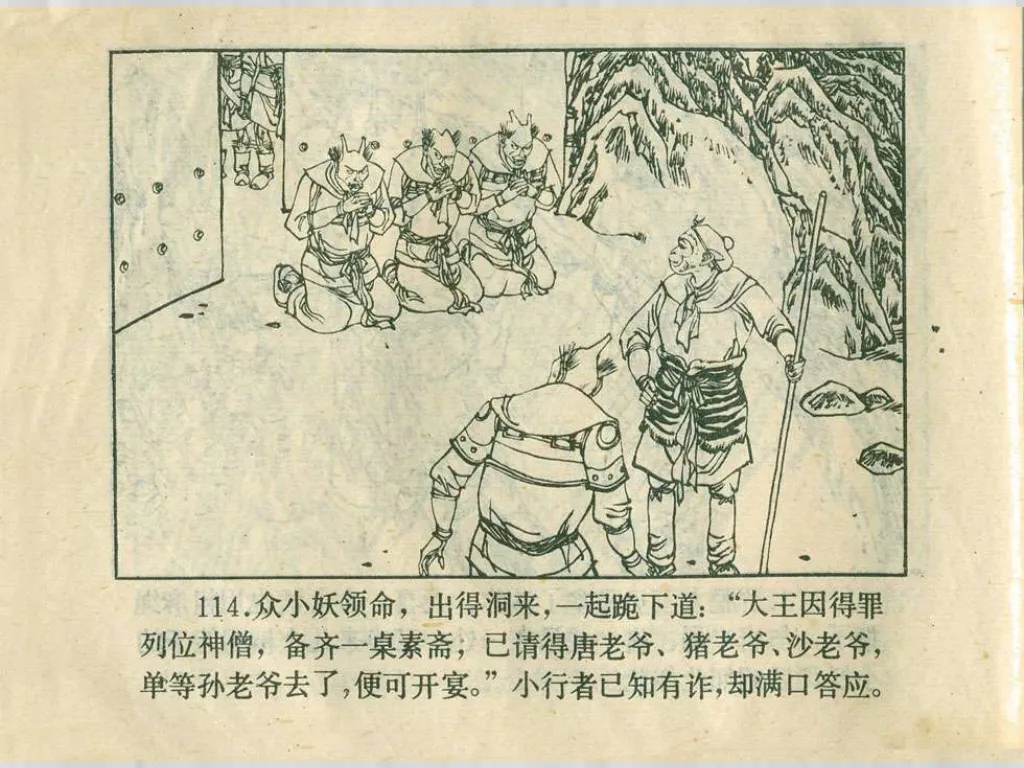 114.众小妖领命，出得洞来，一起跪下道：“大王因得罪
列位神僧，备齐一桌素斋；已请得唐老爷、猪老爷、沙老爷，
单等孙老爷去了，便可开宴。”小行者已知有诈，却满口答应。